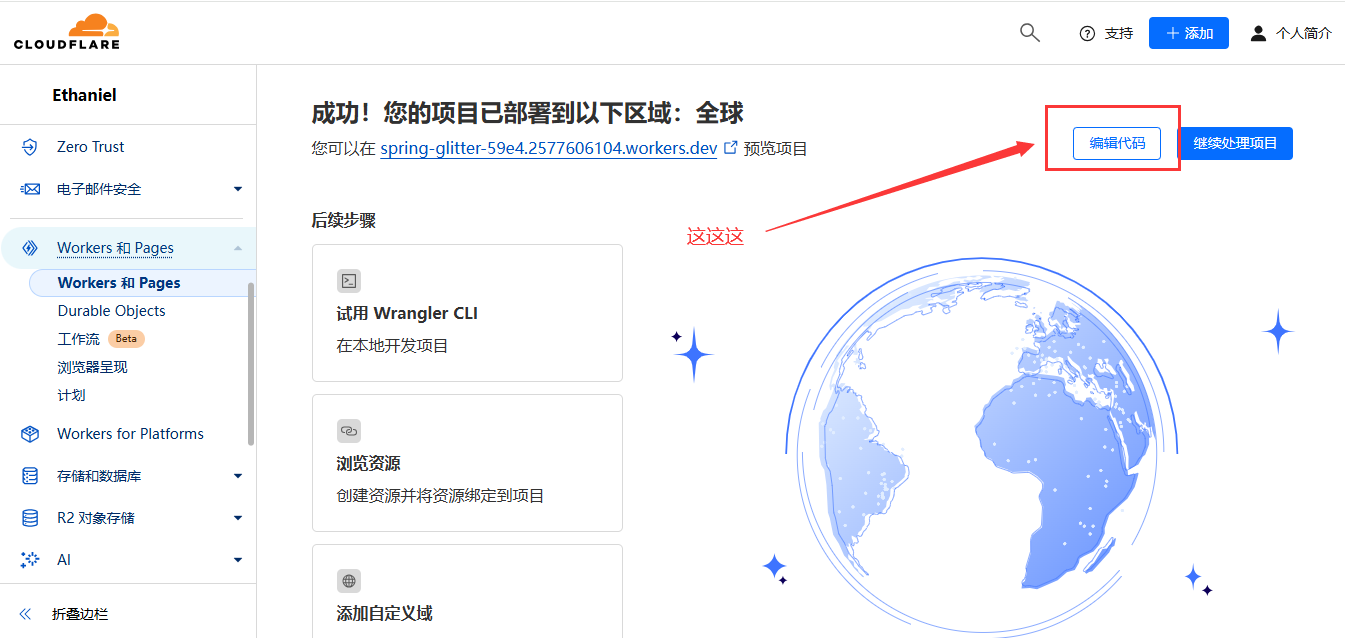 CLOUDFLARE
支持
添加
个人简介
Ethaniel
Zero Trust
电子邮件安全
Workers 和 Pages
Workers 和 Pages
Durable Objects
工作流 Beta
浏览器呈现
计划
Workers for Platforms
存储和数据库
R2 对象存储
AI
折叠边栏
成功！您的项目已部署到以下区域：全球
您可以在 spring-glitter-59e4.2577606104.workers.dev 预览项目
编辑代码
继续处理项目
这这这
后续步骤
试用 Wrangler CLI
在本地开发项目
浏览资源
创建资源并将资源绑定到项目
添加自定义域